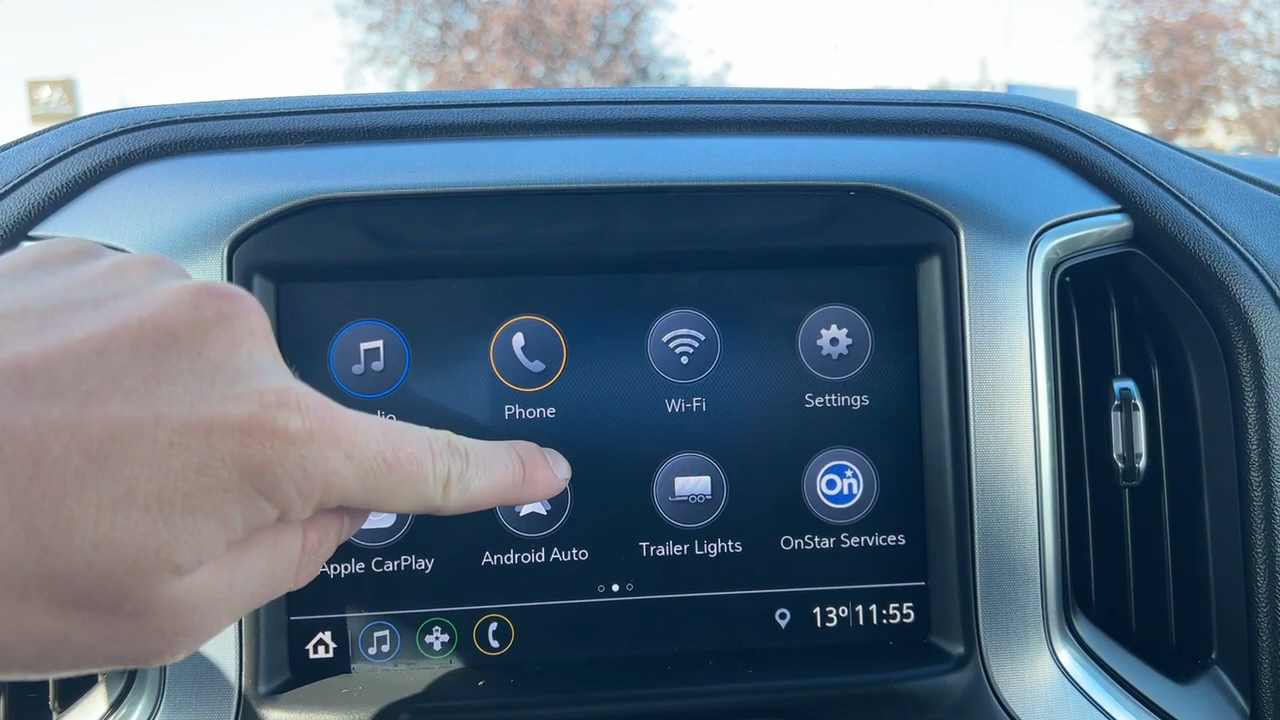 Phone
Wi-Fi
Settings
Apple CarPlay
Android Auto
Trailer Lights
On
OnStar Services
13° 11:55